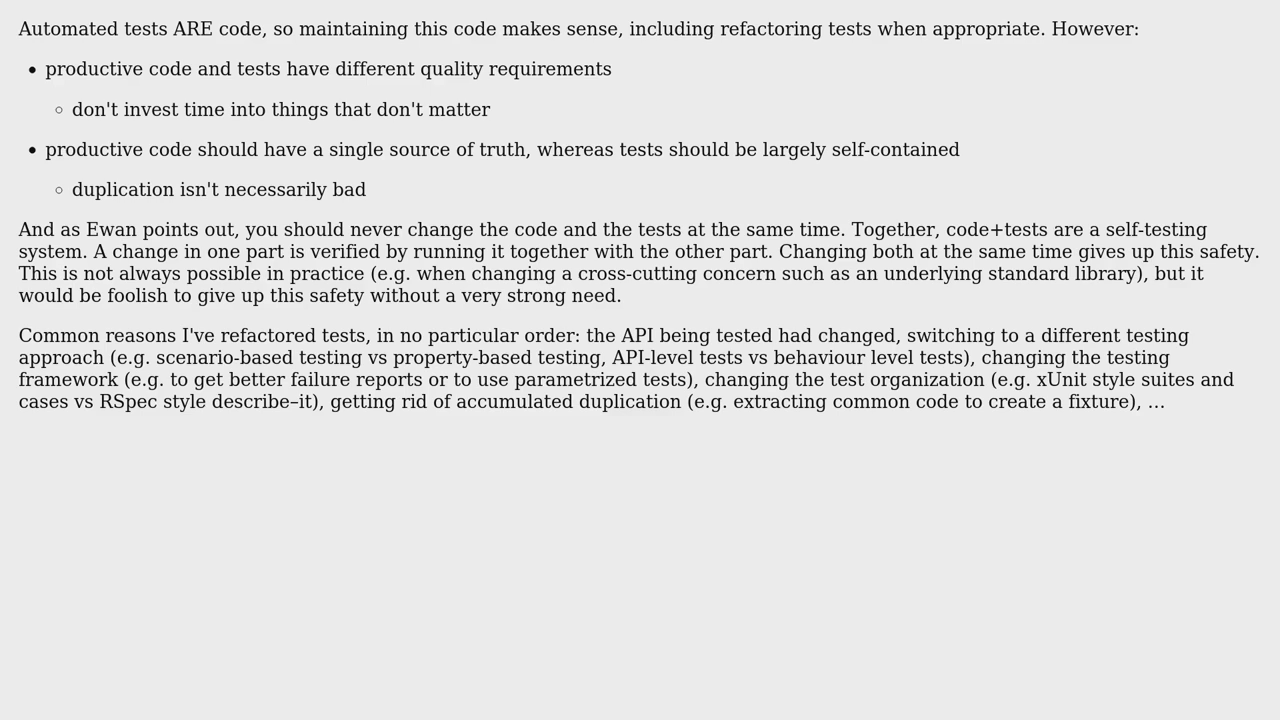 Automated tests ARE code, so maintaining this code makes sense, including refactoring tests when appropriate. However:
• productive code and tests have different quality requirements
◦ don't invest time into things that don't matter
• productive code should have a single source of truth, whereas tests should be largely self-contained
◦ duplication isn't necessarily bad
And as Ewan points out, you should never change the code and the tests at the same time. Together, code+tests are a self-testing
system. A change in one part is verified by running it together with the other part. Changing both at the same time gives up this safety.
This is not always possible in practice (e.g. when changing a cross-cutting concern such as an underlying standard library), but it
would be foolish to give up this safety without a very strong need.
Common reasons I've refactored tests, in no particular order: the API being tested had changed, switching to a different testing
approach (e.g. scenario-based testing vs property-based testing, API-level tests vs behaviour level tests), changing the testing
framework (e.g. to get better failure reports or to use parametrized tests), changing the test organization (e.g. xUnit style suites and
cases vs RSpec style describe–it), getting rid of accumulated duplication (e.g. extracting common code to create a fixture), …